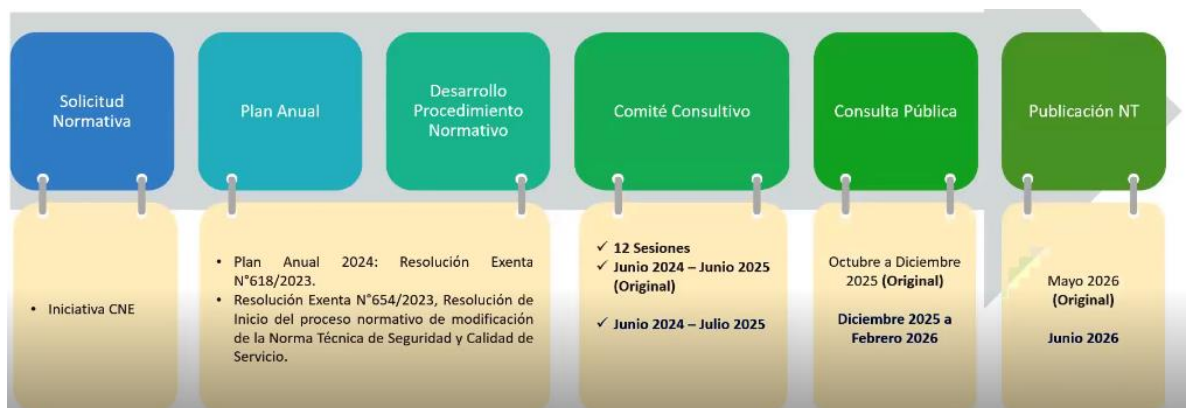 Solicitud
Normativa
Plan Anual
Desarrollo
Procedimiento
Normativo
Comité Consultivo
Consulta Pública
Publicación NT
• Iniciativa CNE
• Plan Anual 2024: Resolución Exenta
N°618/2023.
• Resolución Exenta N°654/2023, Resolución de
Inicio del proceso normativo de modificación
de la Norma Técnica de Seguridad y Calidad de
Servicio.
✓ 12 Sesiones
✓ Junio 2024 – Junio 2025
(Original)
✓ Junio 2024 – Julio 2025
Octubre a Diciembre
2025 (Original)
Diciembre 2025 a
Febrero 2026
Mayo 2026
(Original)
Junio 2026